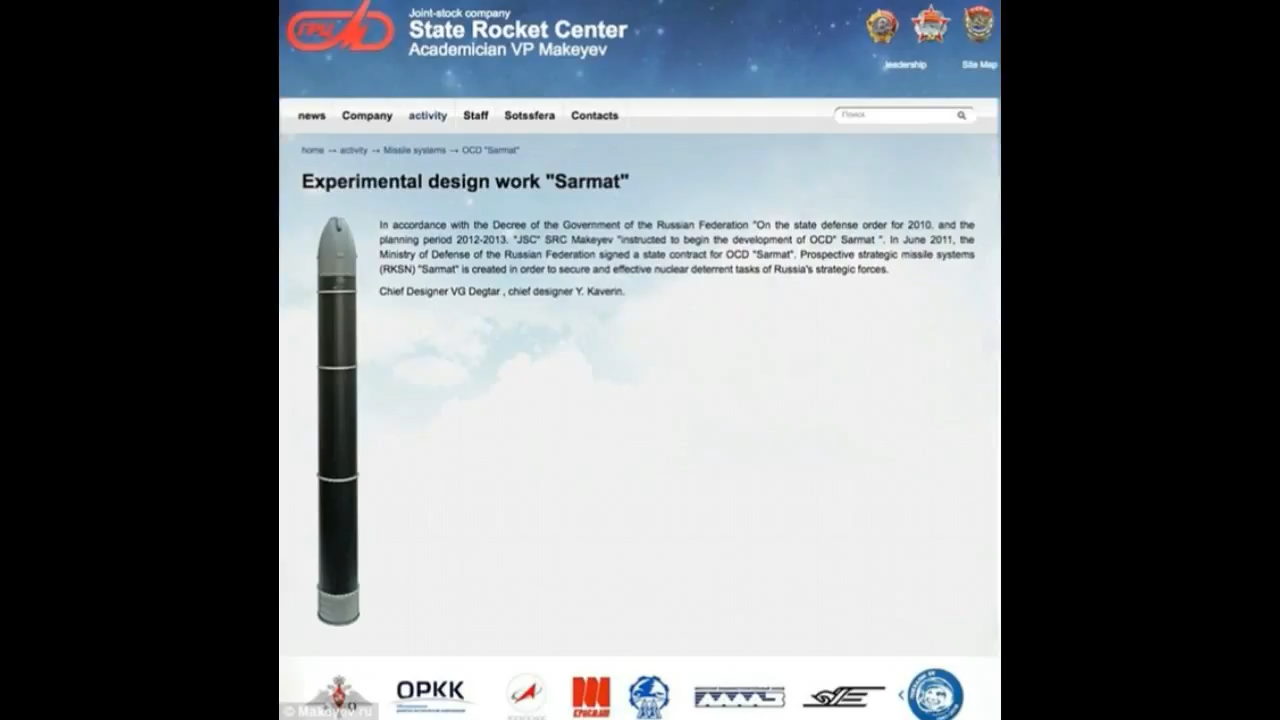 ГРЦ
Joint-stock company
State Rocket Center
Academician VP Makeyev
leadership
Site Map
news Company activity Staff Sotssfera Contacts
Поиск
home → activity → Missile systems → OCD "Sarmat"
Experimental design work "Sarmat"
In accordance with the Decree of the Government of the Russian Federation "On the state defense order for 2010. and the
planning period 2012-2013. "JSC" SRC Makeyev "instructed to begin the development of OCD" Sarmat ". In June 2011, the
Ministry of Defense of the Russian Federation signed a state contract for OCD "Sarmat". Prospective strategic missile systems
(RKSN) "Sarmat" is created in order to secure and effective nuclear deterrent tasks of Russia's strategic forces.
Chief Designer VG Degtar , chief designer Y. Kaverin.
ОРКК
© Makeyev.ru